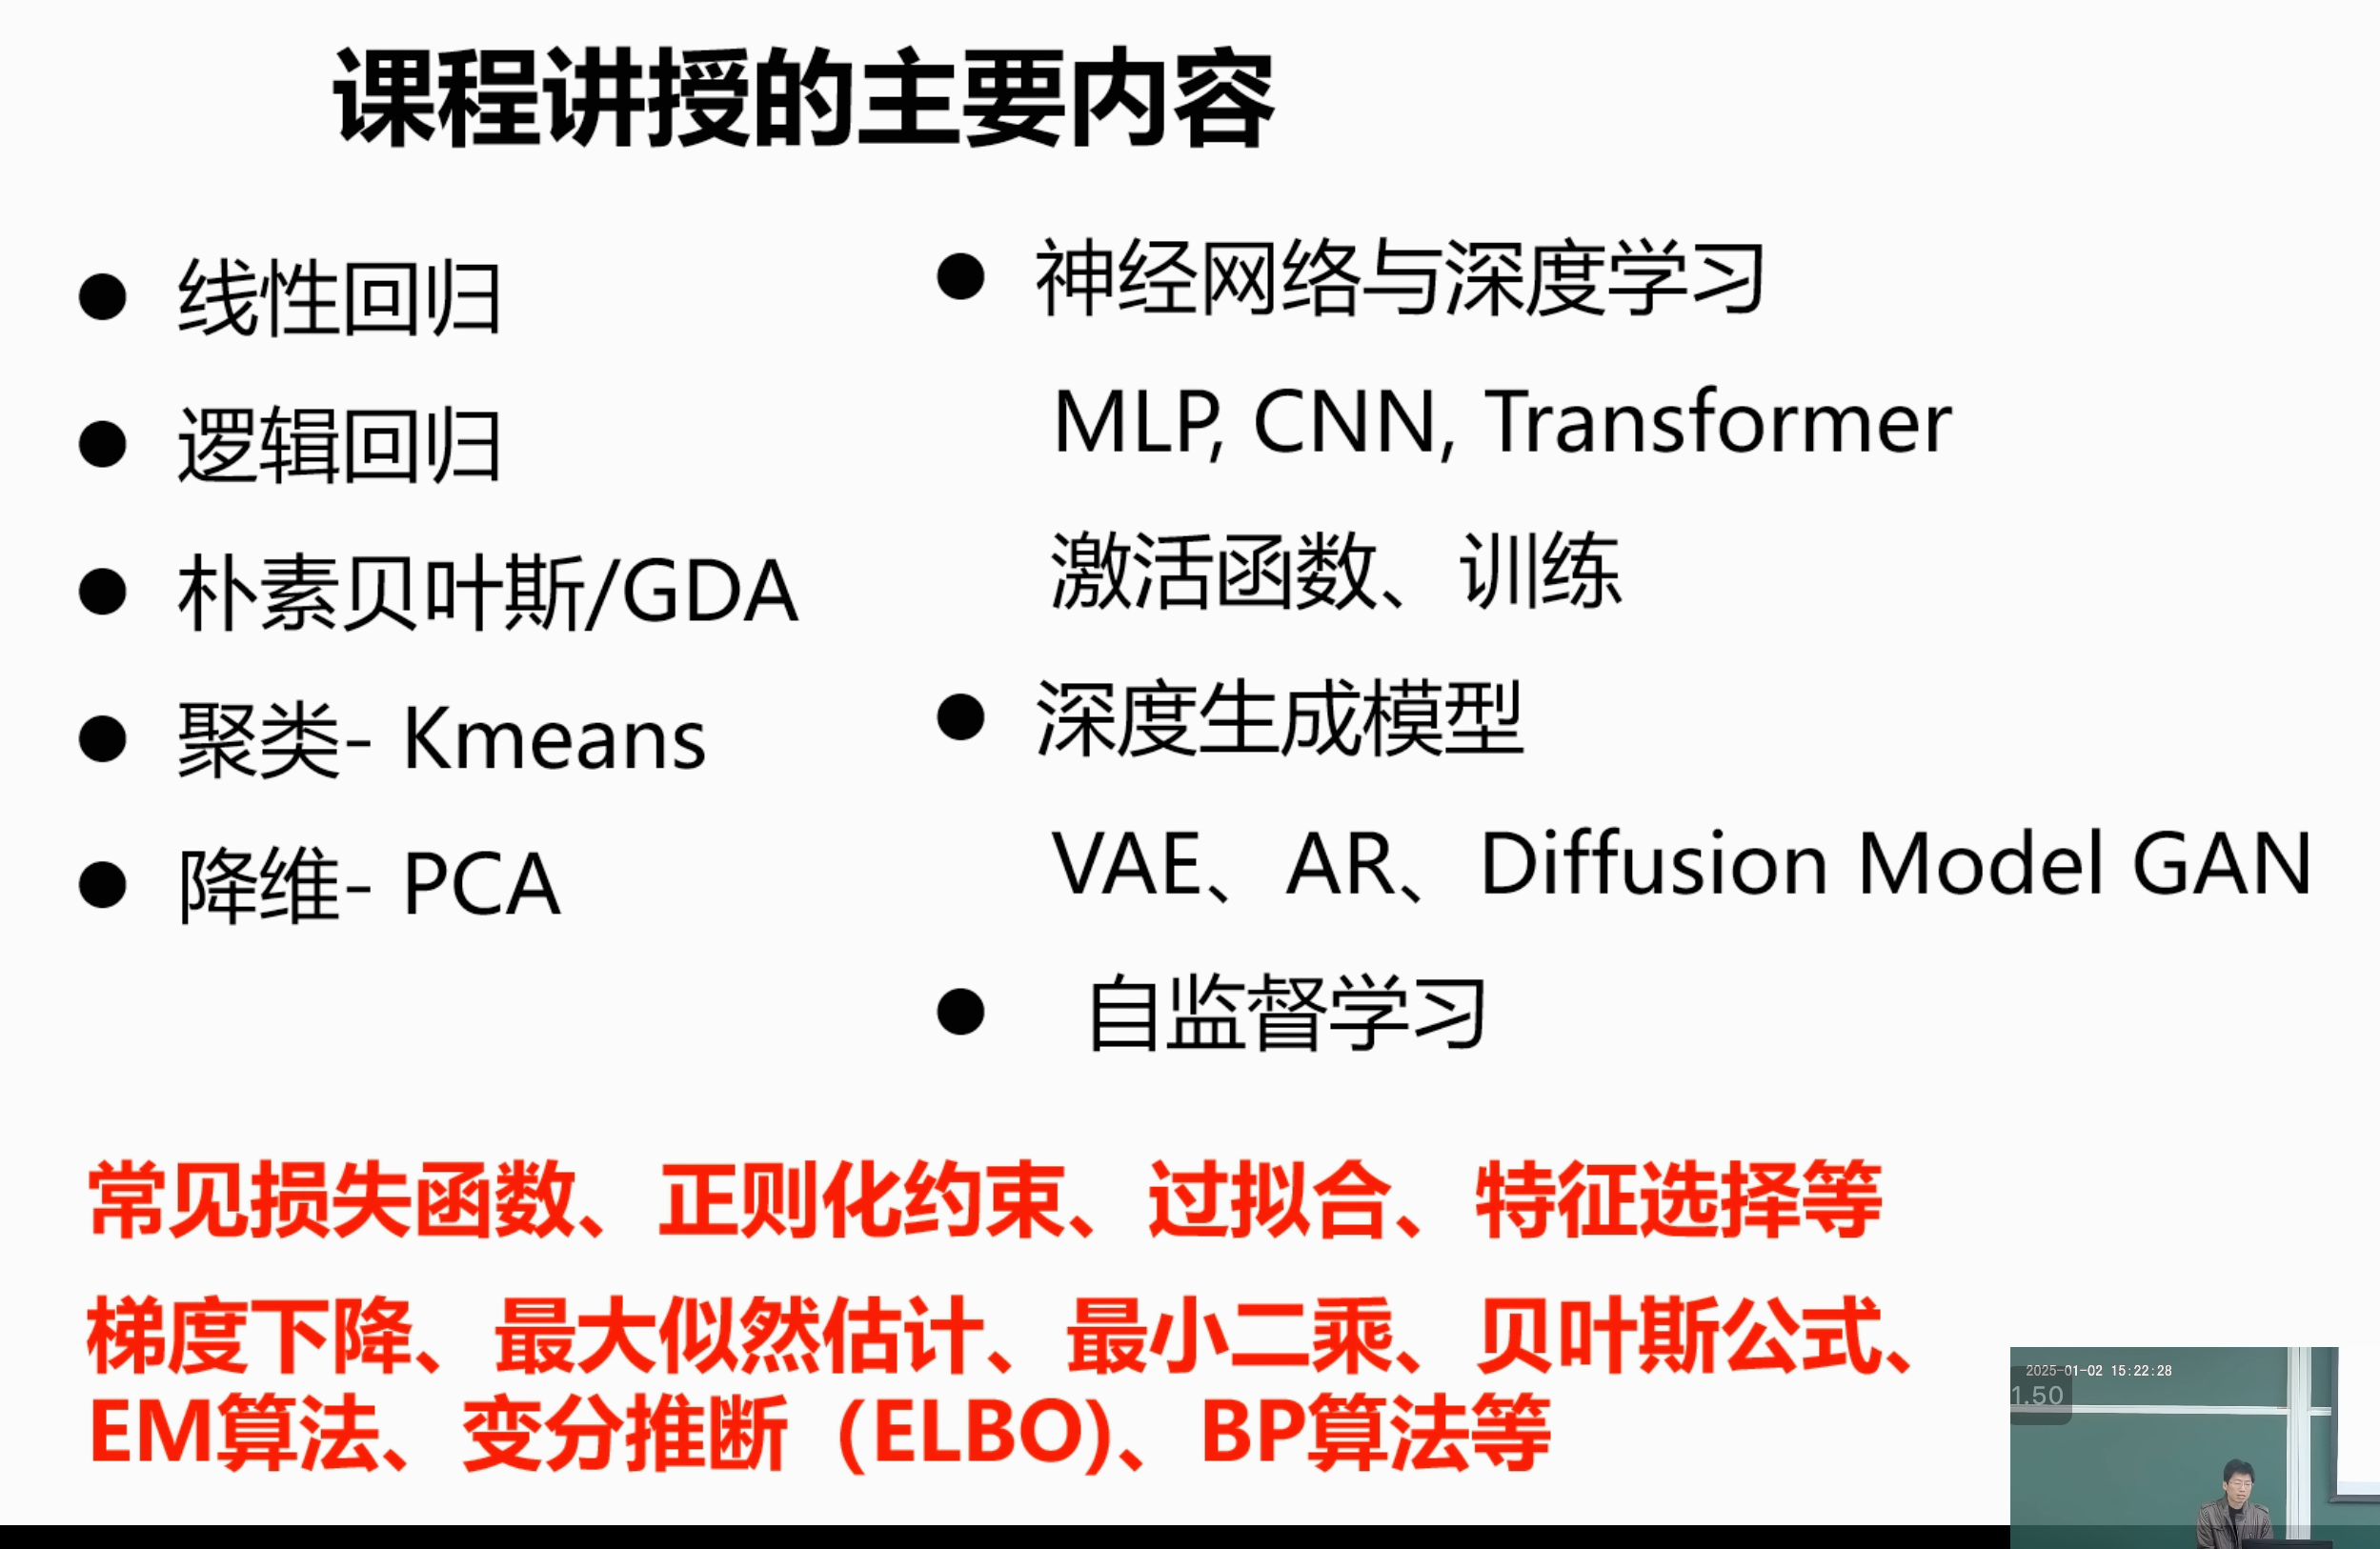 课程讲授的主要内容
线性回归
逻辑回归
朴素贝叶斯/GDA
聚类- Kmeans
降维- PCA
神经网络与深度学习
MLP, CNN, Transformer
激活函数、训练
深度生成模型
VAE、AR、Diffusion Model GAN
自监督学习
常见损失函数、正则化约束、过拟合、特征选择等
梯度下降、最大似然估计、最小二乘、贝叶斯公式、
EM算法、变分推断（ELBO)、BP算法等
2025-01-02 15:22:28
1.50